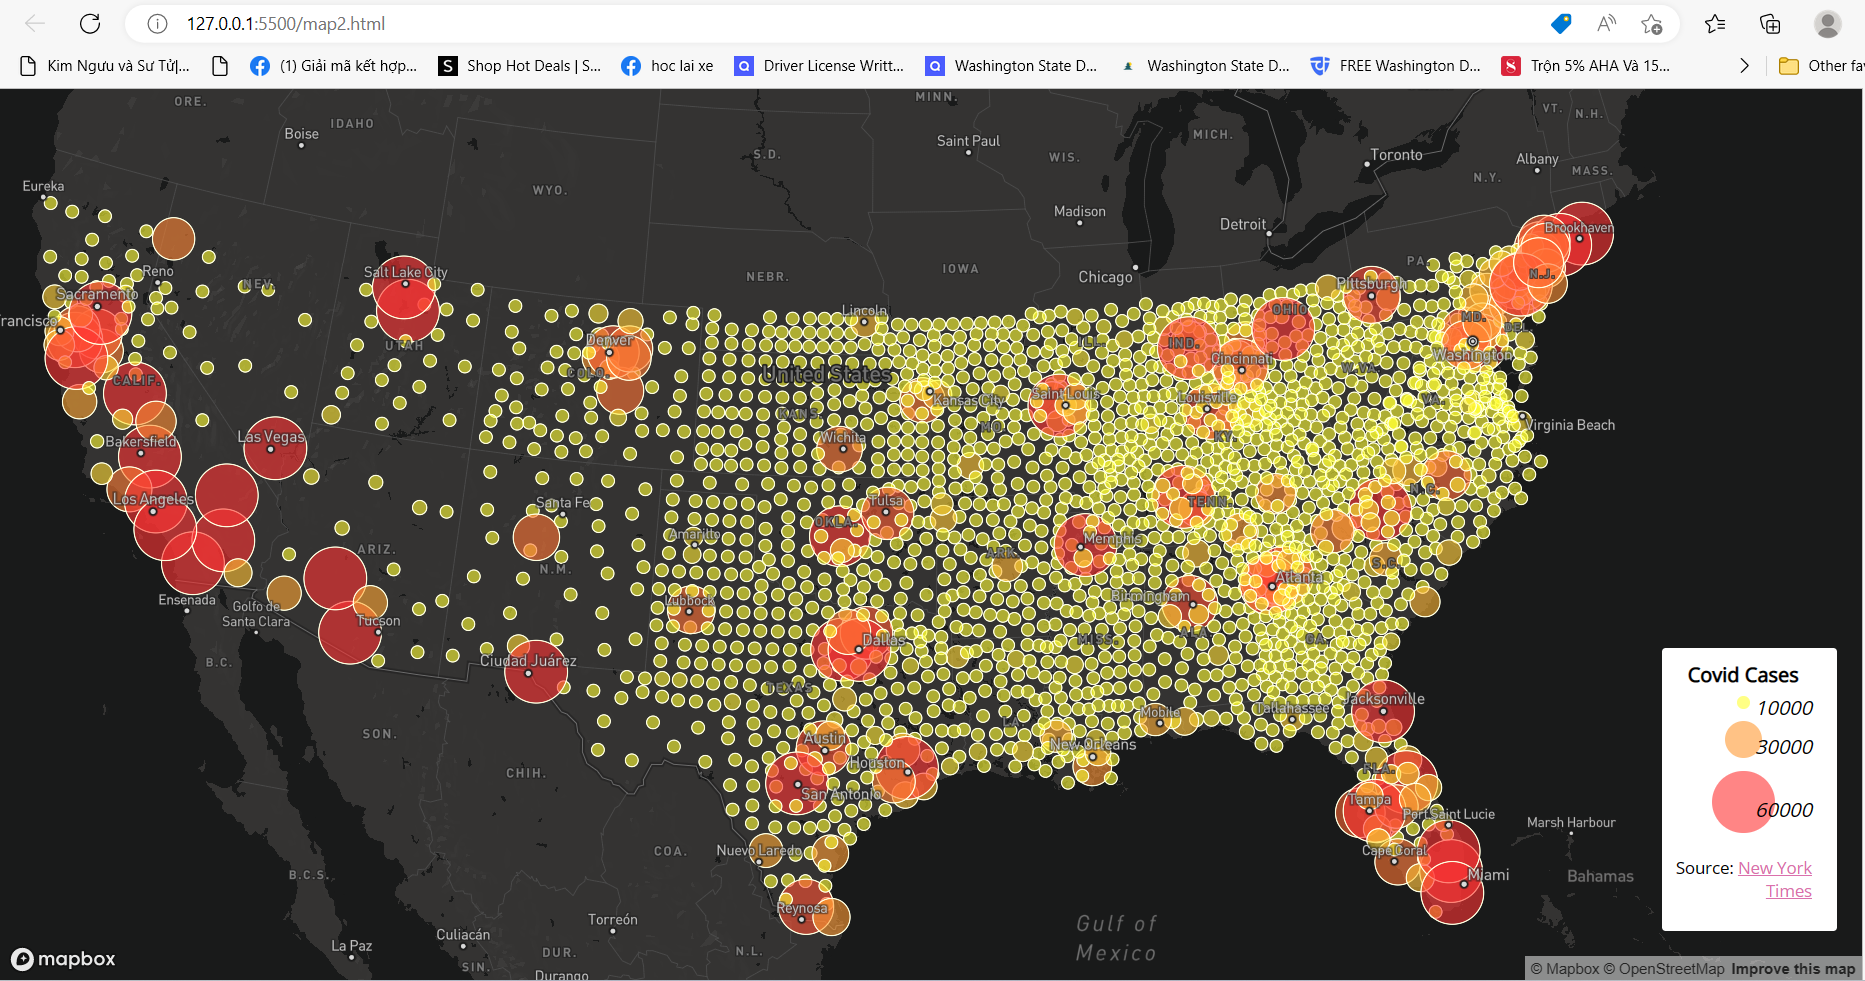 127.0.0.1:5500/map2.html
Kim Ngưu và Sư Tử|...
(1) Giải mã kết hợp...
Shop Hot Deals | S...
hoc lai xe
Driver License Writt...
Washington State D...
Washington State D...
FREE Washington D...
Trộn 5% AHA Và 15...
Other fav
ORE.
MINN.
VT.
N.H.
IDAHO
Boise
MICH.
Saint Paul
S.D.
WIS.
Toronto
Albany
MASS.
N.Y.
WYO.
Eureka
Madison
Detroit
Brookhaven
Reno
Salt Lake City
NEBR.
IOWA
Chicago
PA.
N.J.
NEV.
Pittsburgh
Sacramento
Lincoln
OHIO
MD.
DEL.
rancisco
UTAH
Denver
ILL.
IND.
Washington
Cincinnati
COLO.
United States
W.VA.
CALIF.
Kansas City
Saint Louis
Louisville
VA.
KANS.
MO.
Virginia Beach
Bakersfield
Las Vegas
Wichita
KY.
Los Angeles
Santa Fe
Tulsa
TENN.
N.C.
OKLA.
Amarillo
Memphis
ARIZ.
ARK.
N.M.
S.C.
Atlanta
Ensenada
Golfo de
Santa Clara
Lubbock
Birmingham
Tucson
Dallas
MISS.
ALA.
GA.
B.C.
Ciudad Juárez
TEXAS
Jacksonville
Mobile
Tallahassee
LA.
SON.
Austin
New Orleans
Houston
CHIH.
FLA.
San Antonio
Tampa
Port Saint Lucie
Marsh Harbour
COA.
Nuevo Laredo
Cape Coral
B.C.S.
Miami
Bahamas
Reynosa
Torreón
Gulf of
Mexico
Culiacán
La Paz
DUR.
N.L.
SIN.
Durango
Covid Cases
10000
30000
60000
Source: New York
Times
mapbox
© Mapbox © OpenStreetMap Improve this map